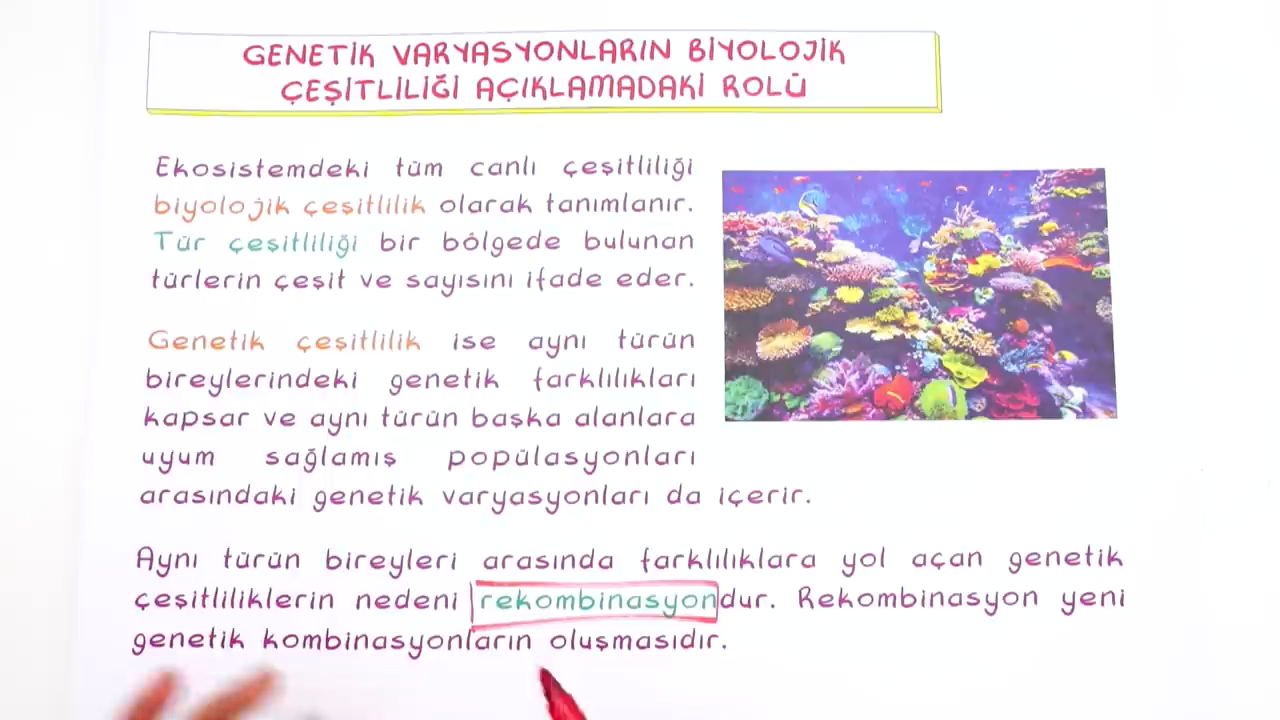 GENETİK VARYASYONLARIN BİYOLOJİK
ÇEŞİTLİLİĞİ AÇIKLAMADAKİ ROLÜ
Ekosistemdeki tüm canlı çeşitliliği
biyolojik çeşitlilik olarak tanımlanır.
Tür çeşitliliği bir bölgede bulunan
türlerin çeşit ve sayısını ifade eder.
Genetik çeşitlilik ise aynı türün
bireylerindeki genetik farklılıkları
kapsar ve aynı türün başka alanlara
uyum sağlamış popülasyonları
arasındaki genetik varyasyonları da içerir.
Aynı türün bireyleri arasında farklılıklara yol açan genetik
çeşitliliklerin nedeni rekombinasyondur. Rekombinasyon yeni
genetik kombinasyonların oluşmasıdır.